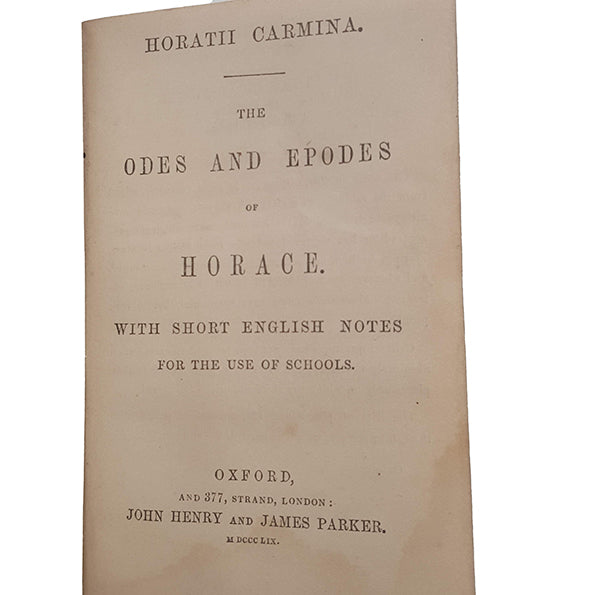 HORATII CARMINA.
THE
ODES AND EPODES
OF
HORACE.
WITH SHORT ENGLISH NOTES
FOR THE USE OF SCHOOLS.
OXFORD,
AND 377, STRAND, LONDON:
JOHN HENRY AND JAMES PARKER.
M DCCC LIX.